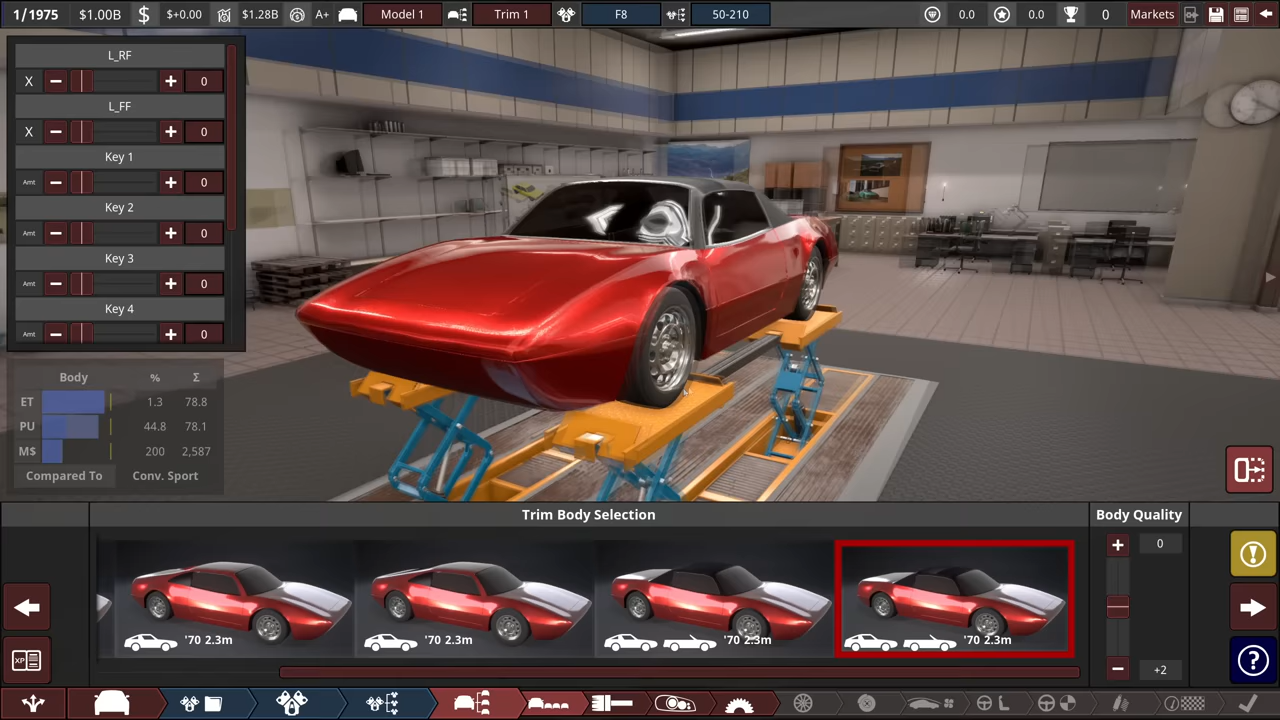 1/1975 $1.00B $+0.00 $1.28B A+ Model 1 Trim 1 F8 50-210 0.0 0.0 0 Markets
L_RF
X 0
L_FF
X 0
Key 1
Amt 0
Key 2
Amt 0
Key 3
Amt 0
Key 4
Amt 0
Body % Σ
ET 1.3 78.8
PU 44.8 78.1
M$ 200 2,587
Compared To Conv. Sport
Trim Body Selection
Body Quality
0
'70 2.3m '70 2.3m '70 2.3m '70 2.3m
+2
XP